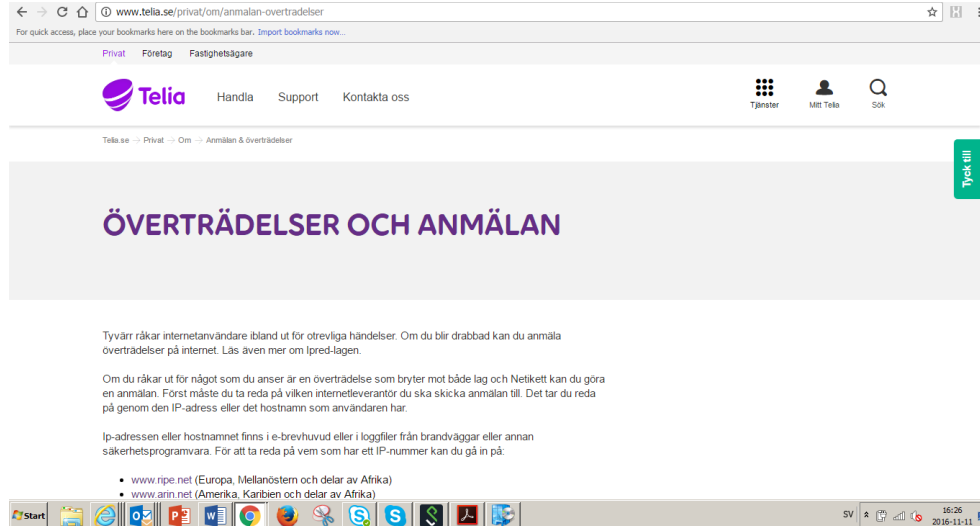 www.telia.se/privat/om/anmalan-overtradelser
For quick access, place your bookmarks here on the bookmarks bar. Import bookmarks now...
Privat Företag Fastighetsägare
Telia Handla Support Kontakta oss
Tjänster Mitt Telia Sök
Telia.se → Privat → Om → Anmälan & överträdelser
Tyck till
ÖVERTRÄDELSER OCH ANMÄLAN
Tyvärr råkar internetanvändare ibland ut för otrevliga händelser. Om du blir drabbad kan du anmäla
överträdelser på internet. Läs även mer om Ipred-lagen.
Om du råkar ut för något som du anser är en överträdelse som bryter mot både lag och Netikett kan du göra
en anmälan. Först måste du ta reda på vilken internetleverantör du ska skicka anmälan till. Det tar du reda
på genom den IP-adress eller det hostnamn som användaren har.
Ip-adressen eller hostnamnet finns i e-brevhuvud eller i loggfiler från brandväggar eller annan
säkerhetsprogramvara. För att ta reda på vem som har ett IP-nummer kan du gå in på:
• www.ripe.net (Europa, Mellanöstern och delar av Afrika)
• www.arin.net (Amerika, Karibien och delar av Afrika)
Start
SV
16:26
2016-11-11